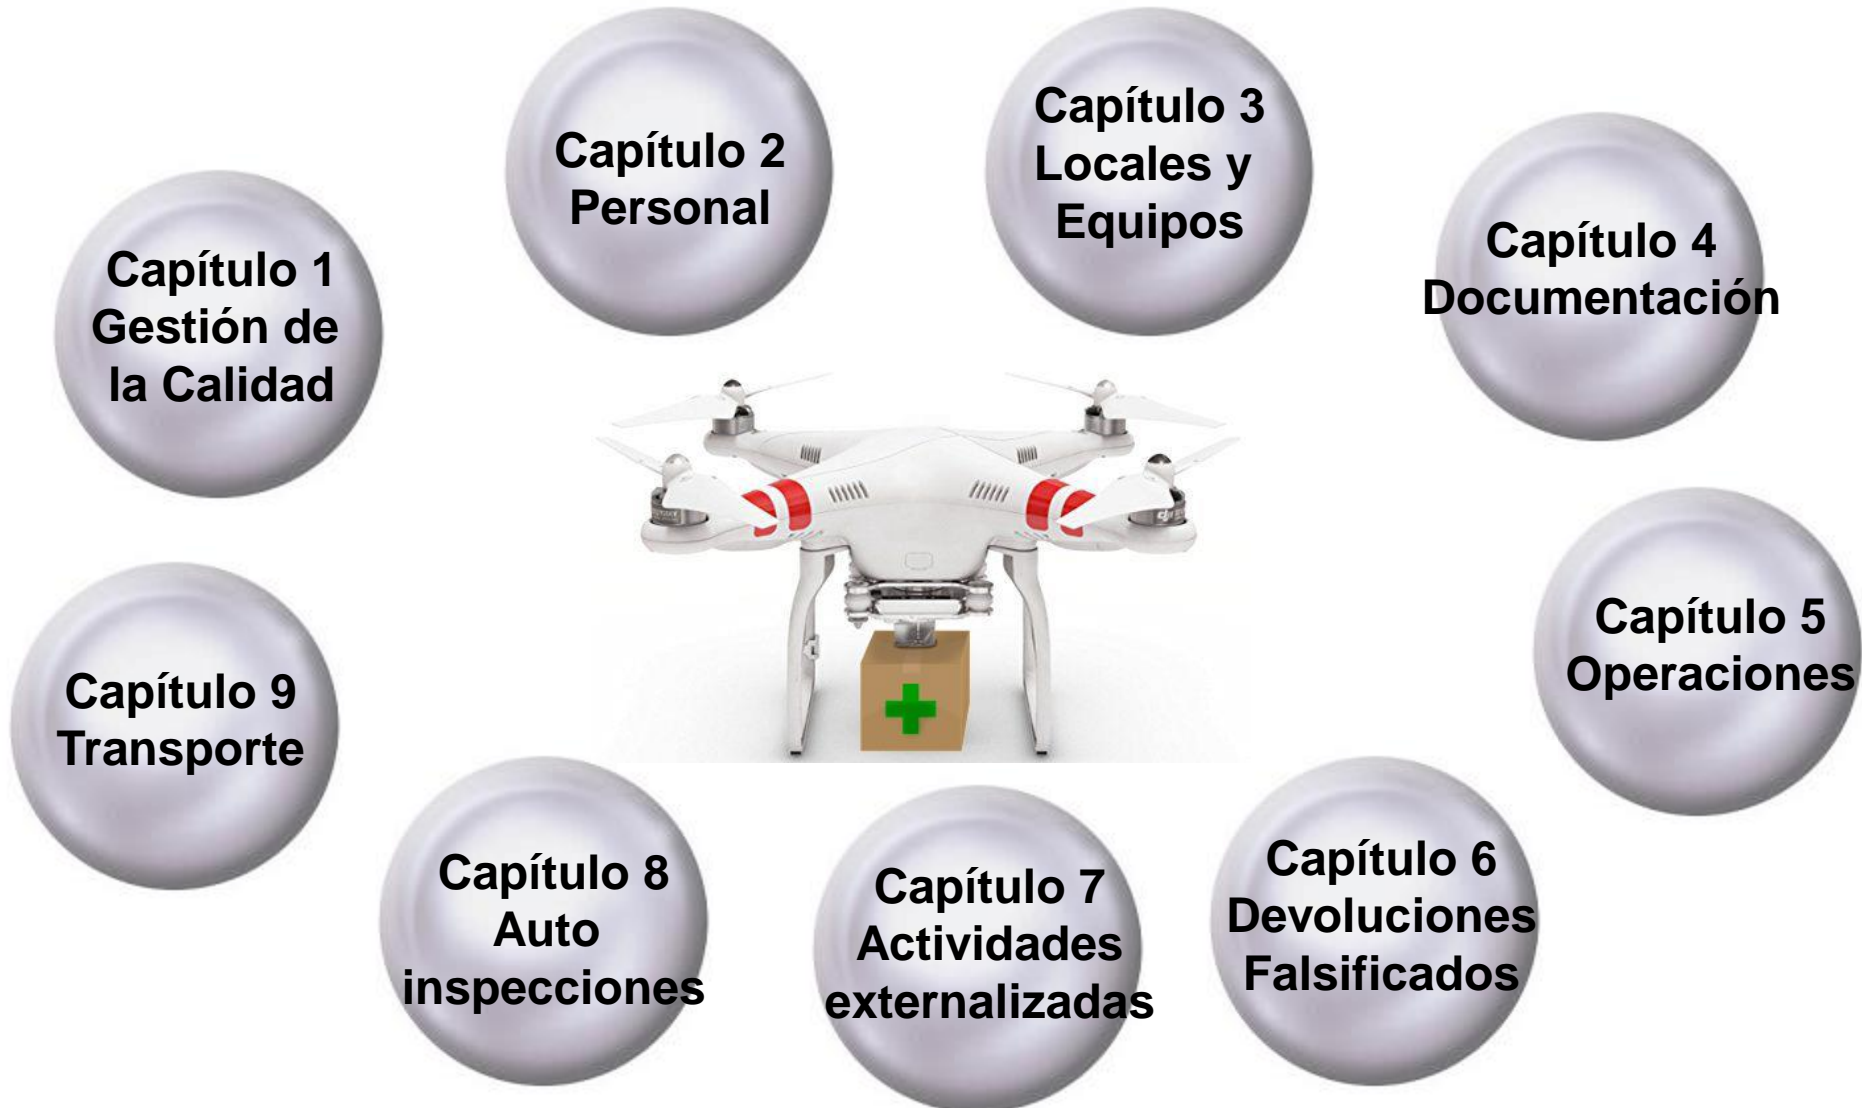 Capítulo 1
Gestión de
la Calidad
Capítulo 2
Personal
Capítulo 3
Locales y
Equipos
Capítulo 4
Documentación
Capítulo 5
Operaciones
Capítulo 6
Devoluciones
Falsificados
Capítulo 7
Actividades
externalizadas
Capítulo 8
Auto
inspecciones
Capítulo 9
Transporte